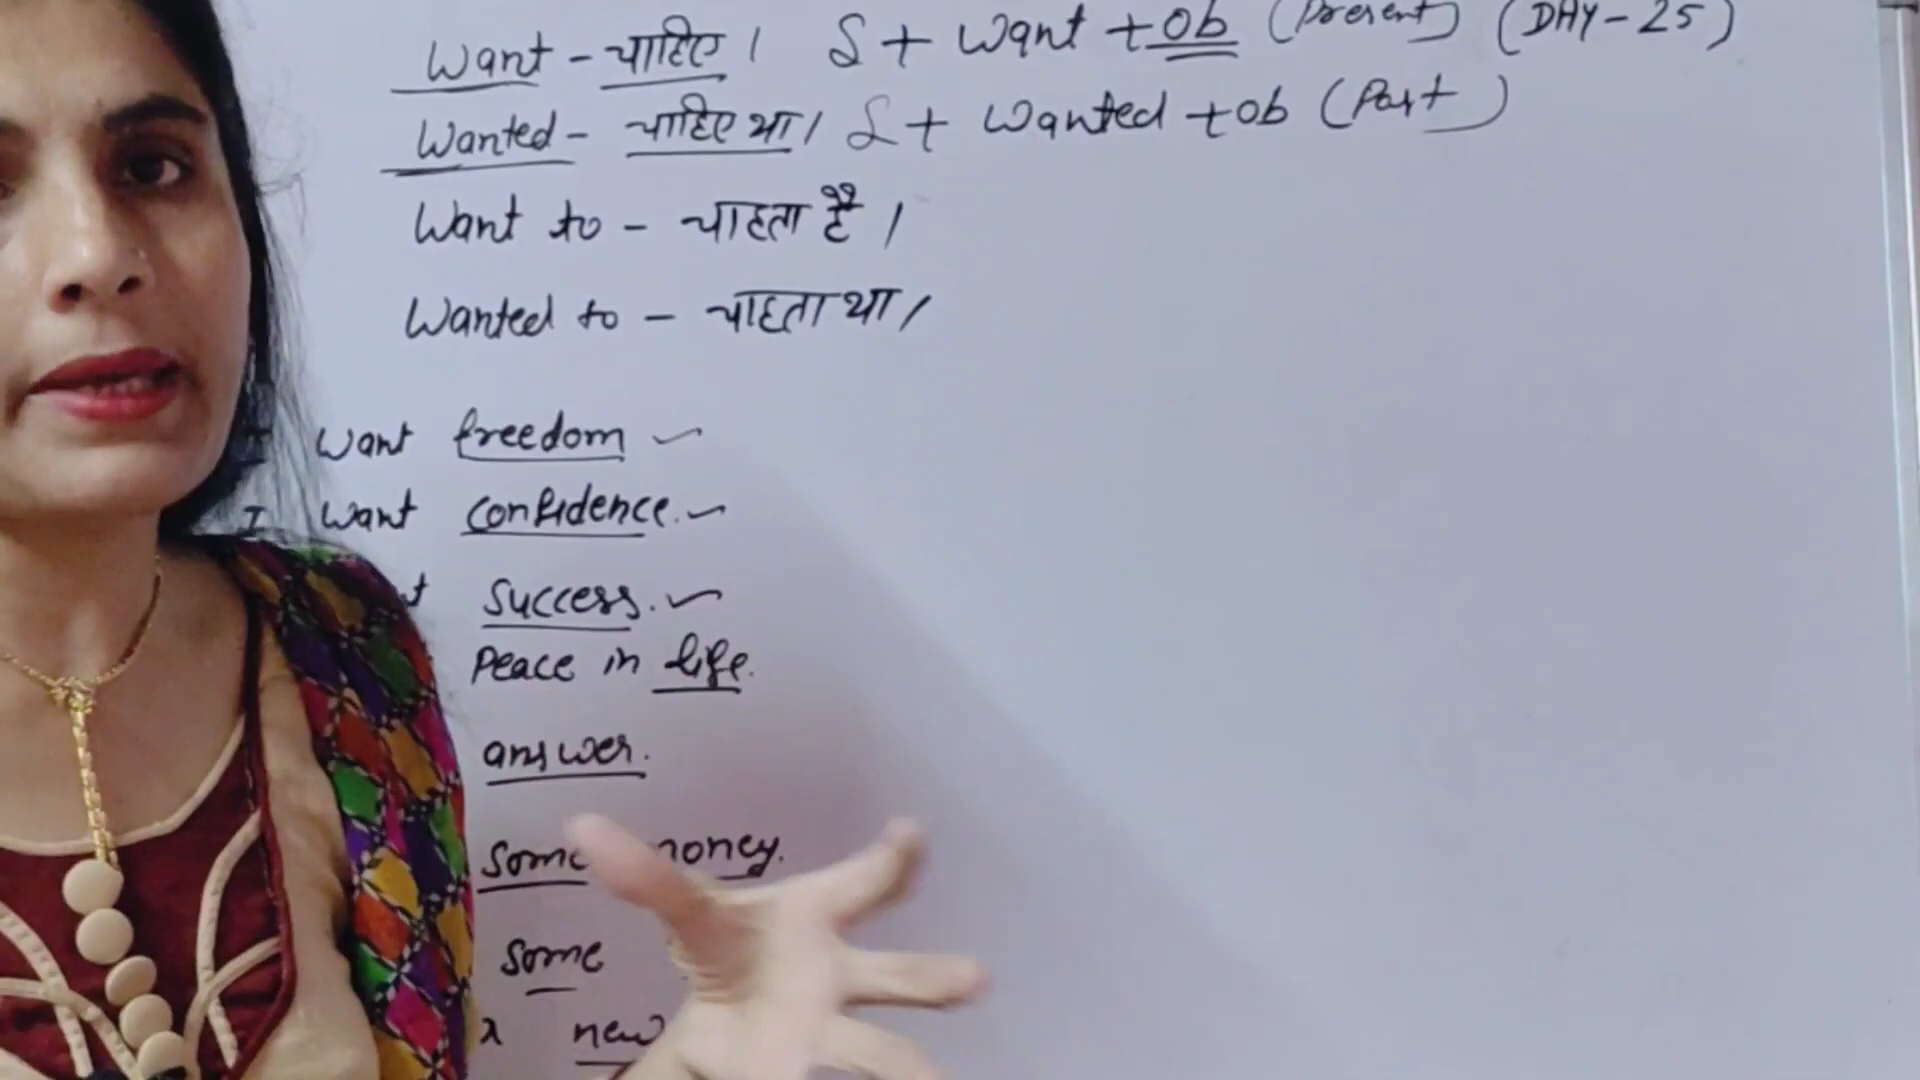 Want - चाहिए। S + Want + ob (Present) (DAY-25)
Wanted - चाहिए था। S + Wanted + ob (Past)
Want to - चाहता है।
Wanted to - चाहता था।
I want freedom
I want confidence.
success.
Peace in life.
answer.
some money.
some
new